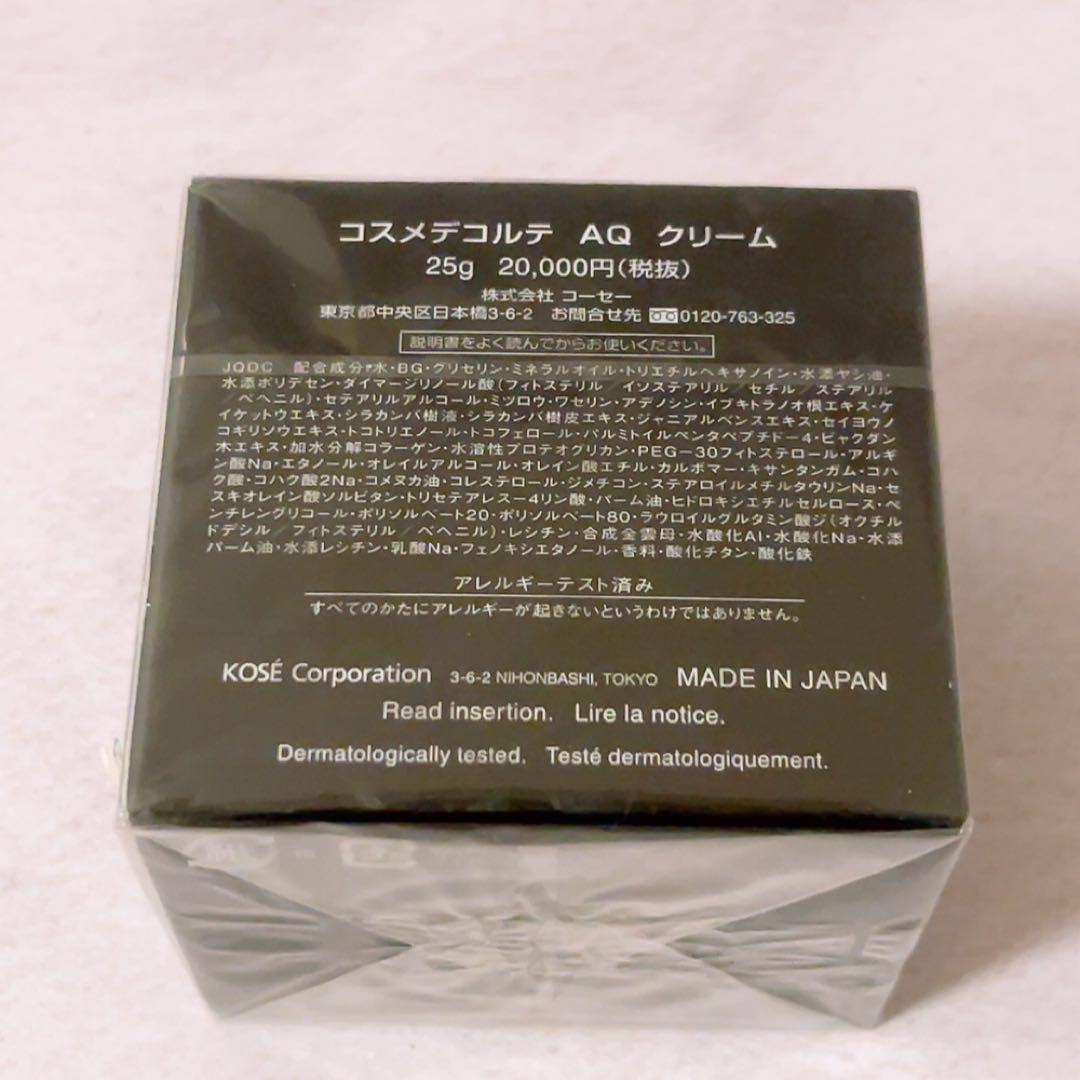 コスメデコルテ AQ クリーム
25g 20,000円(税抜)
株式会社 コーセー
東京都中央区日本橋3-6-2 お問合せ先 0120-763-325
説明書をよく読んでからお使いください。
JQDC 配合成分:水・BG・グリセリン・ミネラルオイル・トリエチルヘキサノイン・水添ヤシ油・
水添ポリデセン・ダイマージリノール酸(フィトステリル/イソステアリル/セチル/ステアリル
/ベヘニル)・セテアリルアルコール・ミツロウ・ワセリン・アデノシン・イブキトラノオ根エキス・ケ
イケットウエキス・シラカンバ樹液・シラカンバ樹皮エキス・ジャニアルベンスエキス・セイヨウノ
コギリソウエキス・トコトリエノール・トコフェロール・パルミトイルペンタペプチド-4・ビャクダン
木エキス・加水分解コラーゲン・水溶性プロテオグリカン・PEG-30フィトステロール・アルギ
ン酸Na・エタノール・オレイルアルコール・オレイン酸エチル・カルボマー・キサンタンガム・コハ
ク酸・コハク酸2Na・コメヌカ油・コレステロール・ジメチコン・ステアロイルメチルタウリンNa・セ
スキオレイン酸ソルビタン・トリセテアレス-4リン酸・パーム油・ヒドロキシエチルセルロース・ペ
ンチレングリコール・ポリソルベート20・ポリソルベート80・ラウロイルグルタミン酸ジ(オクチルド
デシル/フィトステリル/ベヘニル)・レシチン・合成金雲母・水酸化Al・水酸化Na・水添
パーム油・水添レシチン・乳酸Na・フェノキシエタノール・香料・酸化チタン・酸化鉄
アレルギーテスト済み
すべてのかたにアレルギーが起きないというわけではありません。
KOSÉ Corporation 3-6-2 NIHONBASHI, TOKYO MADE IN JAPAN
Read insertion. Lire la notice.
Dermatologically tested. Testé dermatologiquement.